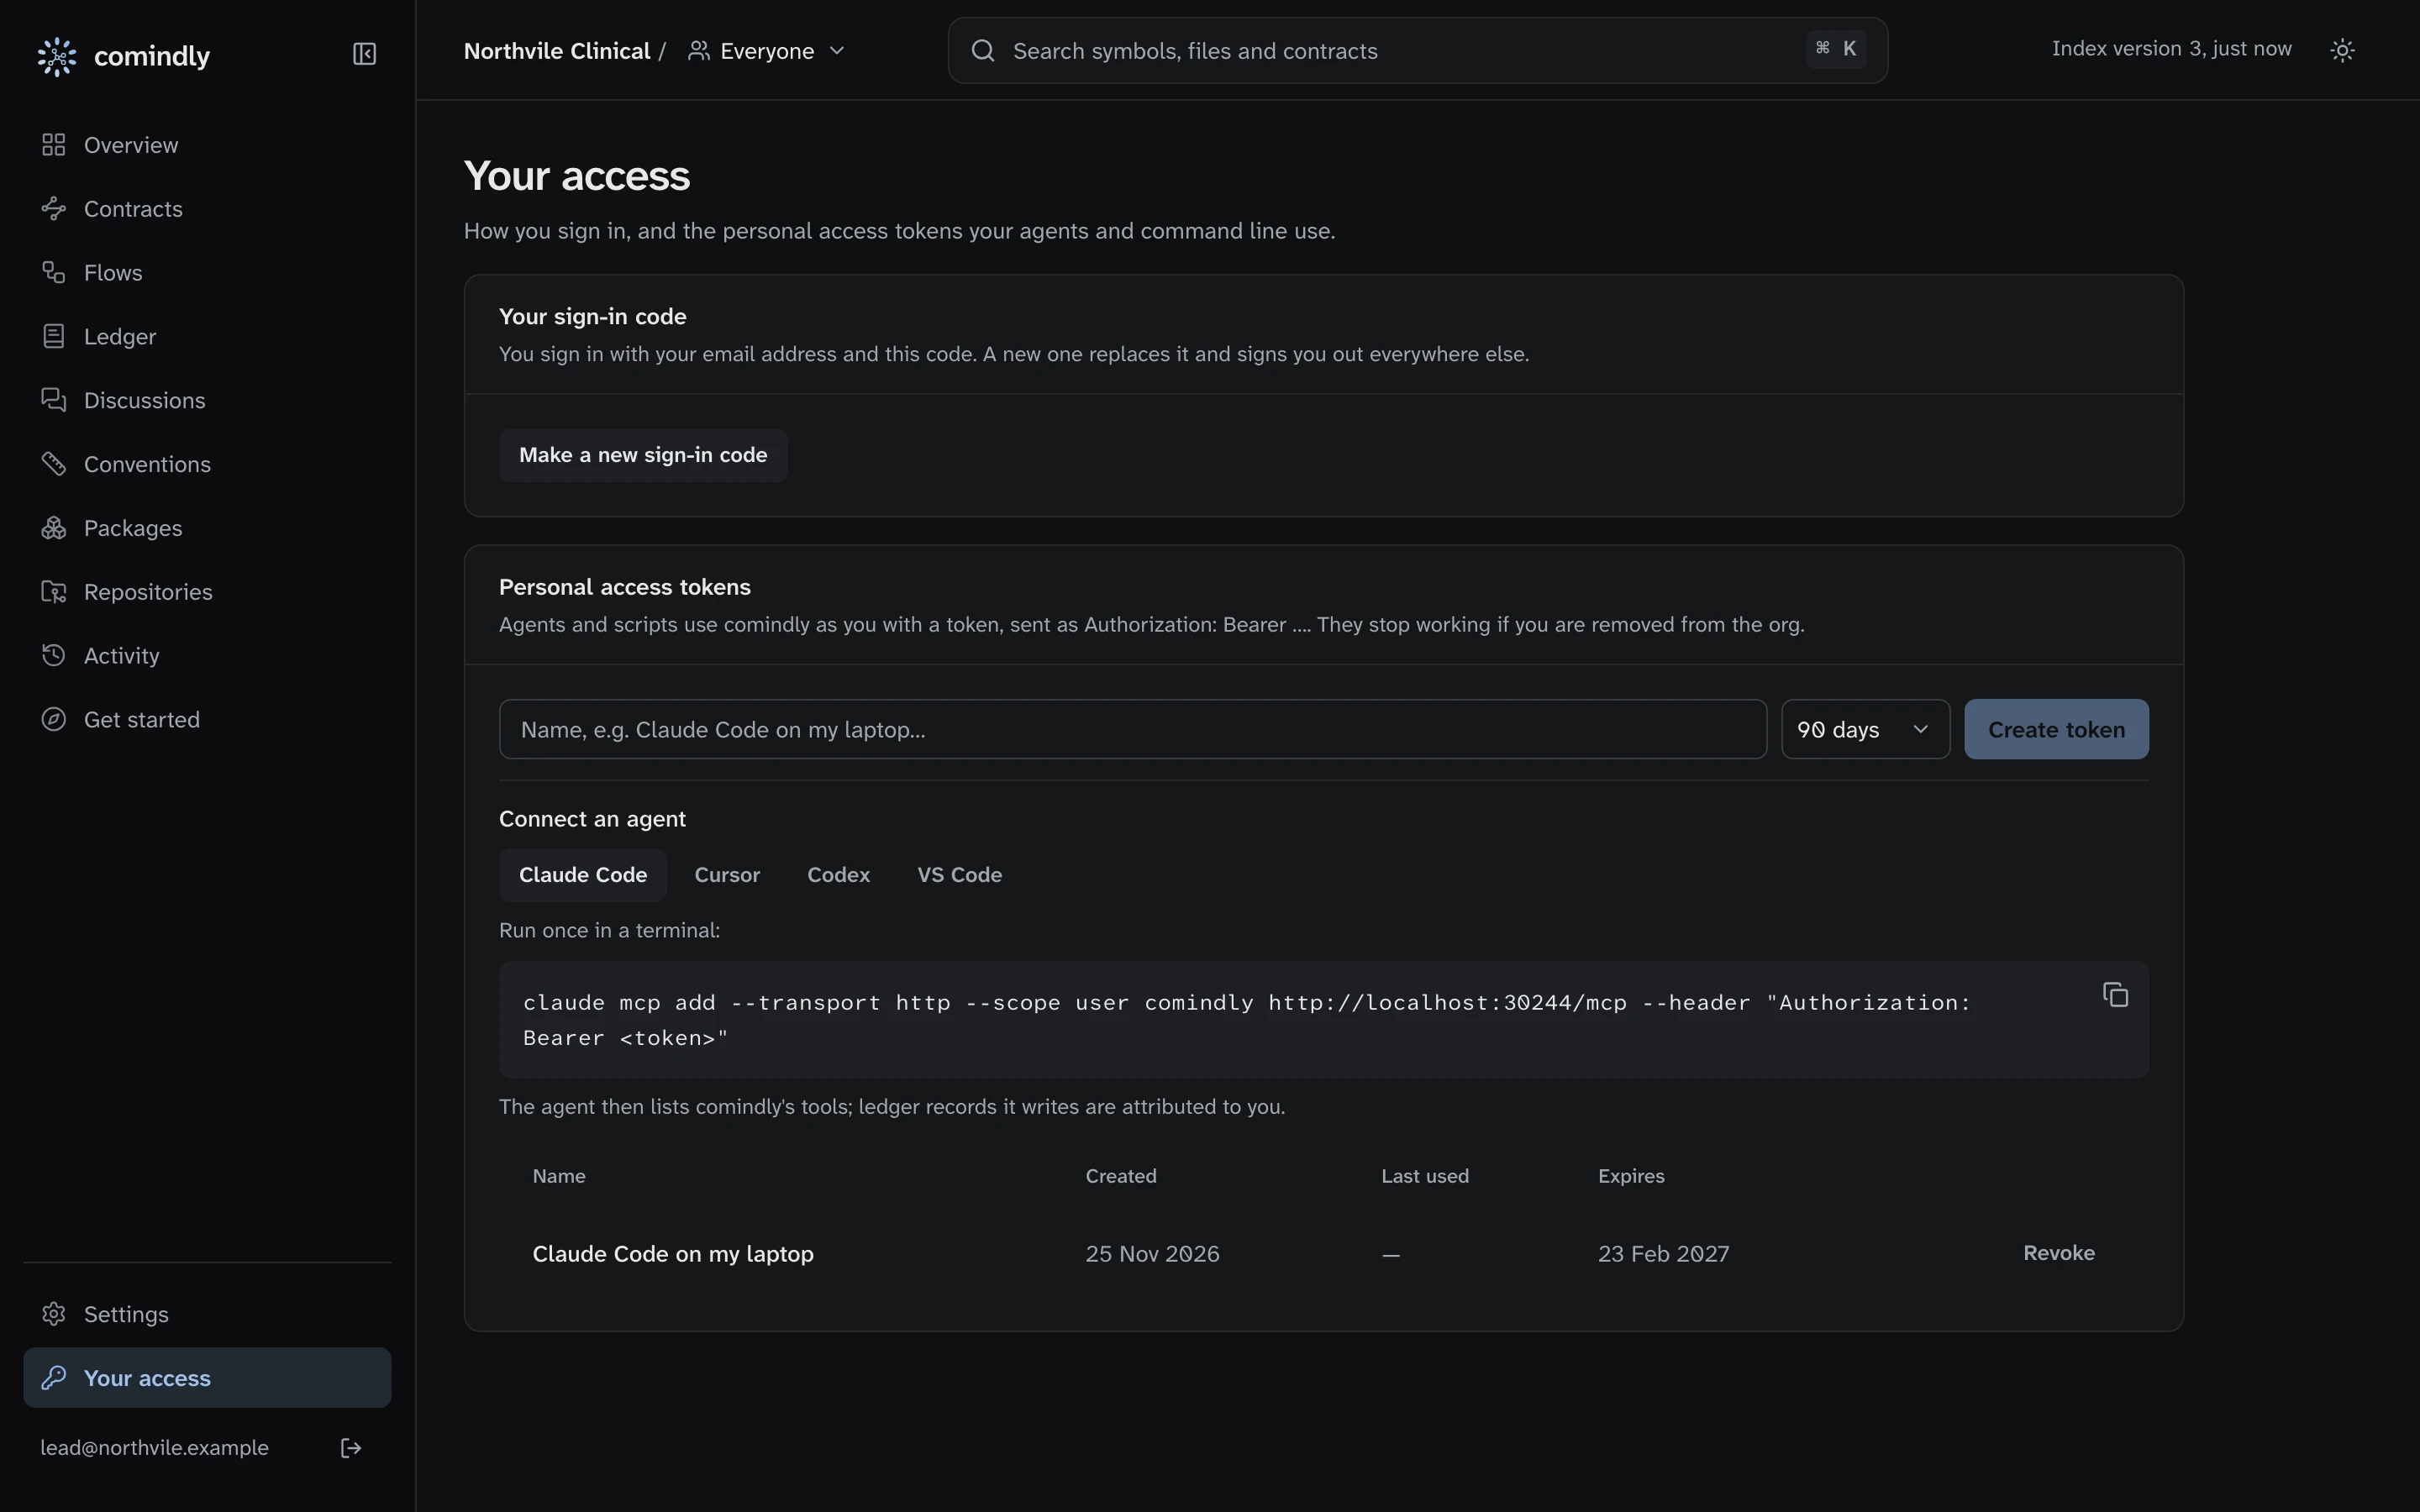 comindly
Northvile Clinical / Everyone
Search symbols, files and contracts
⌘ K
Index version 3, just now
Overview
Contracts
Flows
Ledger
Discussions
Conventions
Packages
Repositories
Activity
Get started
Settings
Your access
lead@northvile.example
Your access
How you sign in, and the personal access tokens your agents and command line use.
Your sign-in code
You sign in with your email address and this code. A new one replaces it and signs you out everywhere else.
Make a new sign-in code
Personal access tokens
Agents and scripts use comindly as you with a token, sent as Authorization: Bearer .... They stop working if you are removed from the org.
Name, e.g. Claude Code on my laptop...
90 days
Create token
Connect an agent
Claude Code Cursor Codex VS Code
Run once in a terminal:
claude mcp add --transport http --scope user comindly http://localhost:30244/mcp --header "Authorization:
Bearer <token>"
The agent then lists comindly's tools; ledger records it writes are attributed to you.
Name Created Last used Expires
Claude Code on my laptop 25 Nov 2026 — 23 Feb 2027 Revoke